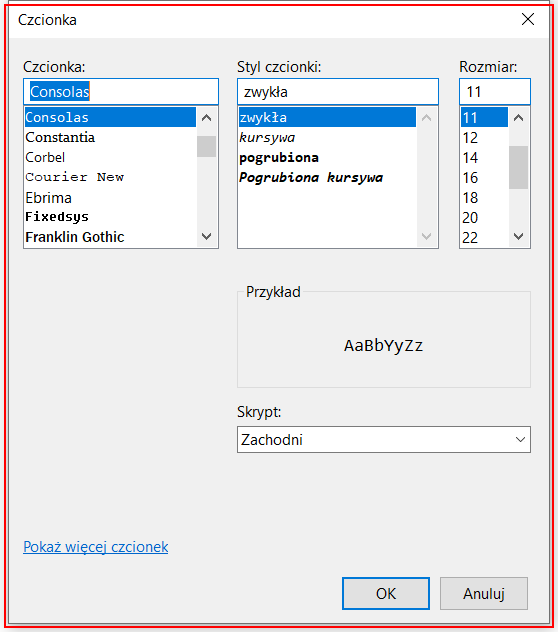 Czcionka
Czcionka:
Consolas
Consolas
Constantia
Corbel
Courier New
Ebrima
Fixedsys
Franklin Gothic
Styl czcionki:
zwykła
zwykła
kursywa
pogrubiona
Pogrubiona kursywa
Rozmiar:
11
11
12
14
16
18
20
22
Przykład
AaBbYyZz
Skrypt:
Zachodni
Pokaż więcej czcionek
OK
Anuluj